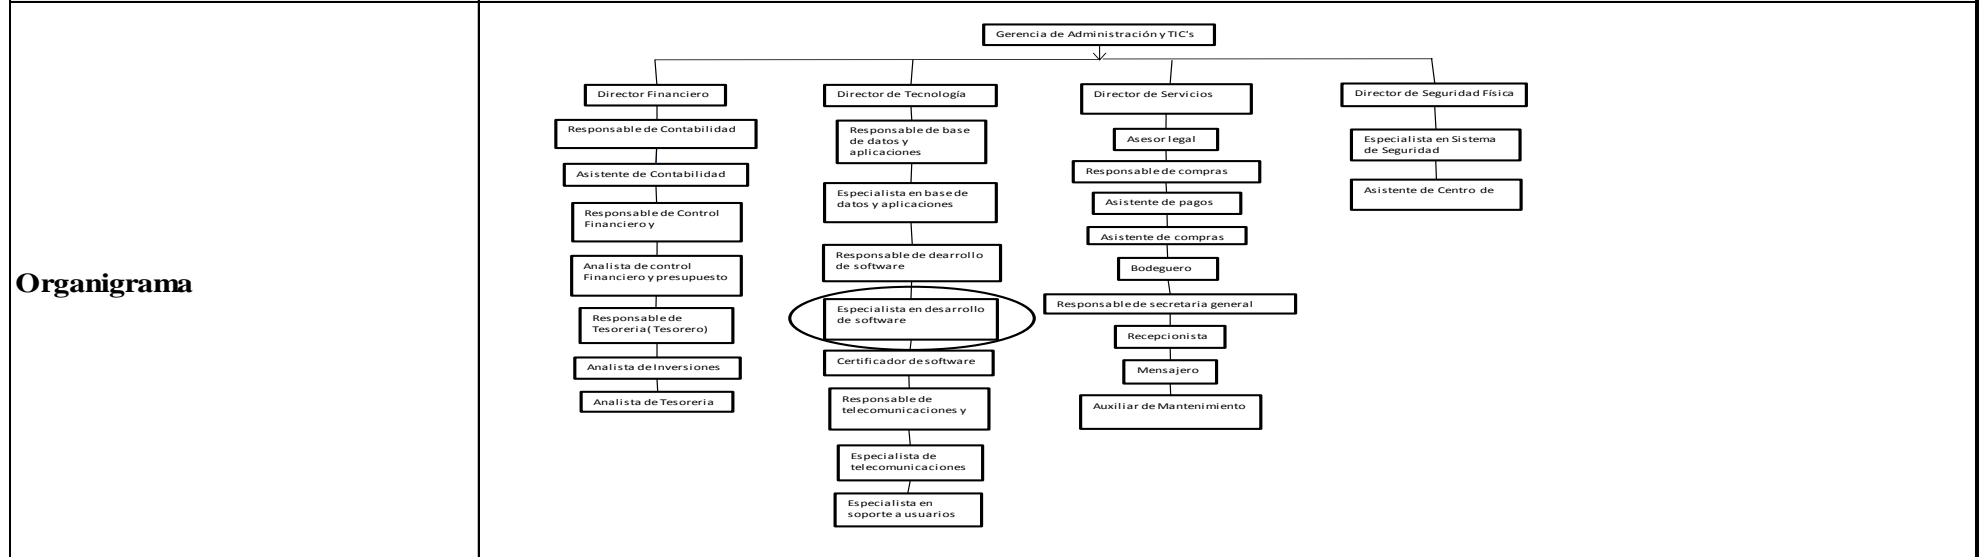 Organigrama
Gerencia de Administración y TIC's
Director Financiero
Responsable de Contabilidad
Asistente de Contabilidad
Responsable de Control
Financiero y
Analista de control
Financiero y presupuesto
Responsable de
Tesoreria( Tesorero)
Analista de Inversiones
Analista de Tesoreria
Director de Tecnología
Responsable de base
de datos y
aplicaciones
Especialista en base de
datos y aplicaciones
Responsable de dearrollo
de software
Especialista en desarrollo
de software
Certificador de software
Responsable de
telecomunicaciones y
Especialista de
telecomunicaciones
Especialista en
soporte a usuarios
Director de Servicios
Asesor legal
Responsable de compras
Asistente de pagos
Asistente de compras
Bodeguero
Responsable de secretaria general
Recepcionista
Mensajero
Auxiliar de Mantenimiento
Director de Seguridad Física
Especialista en Sistema
de Seguridad
Asistente de Centro de